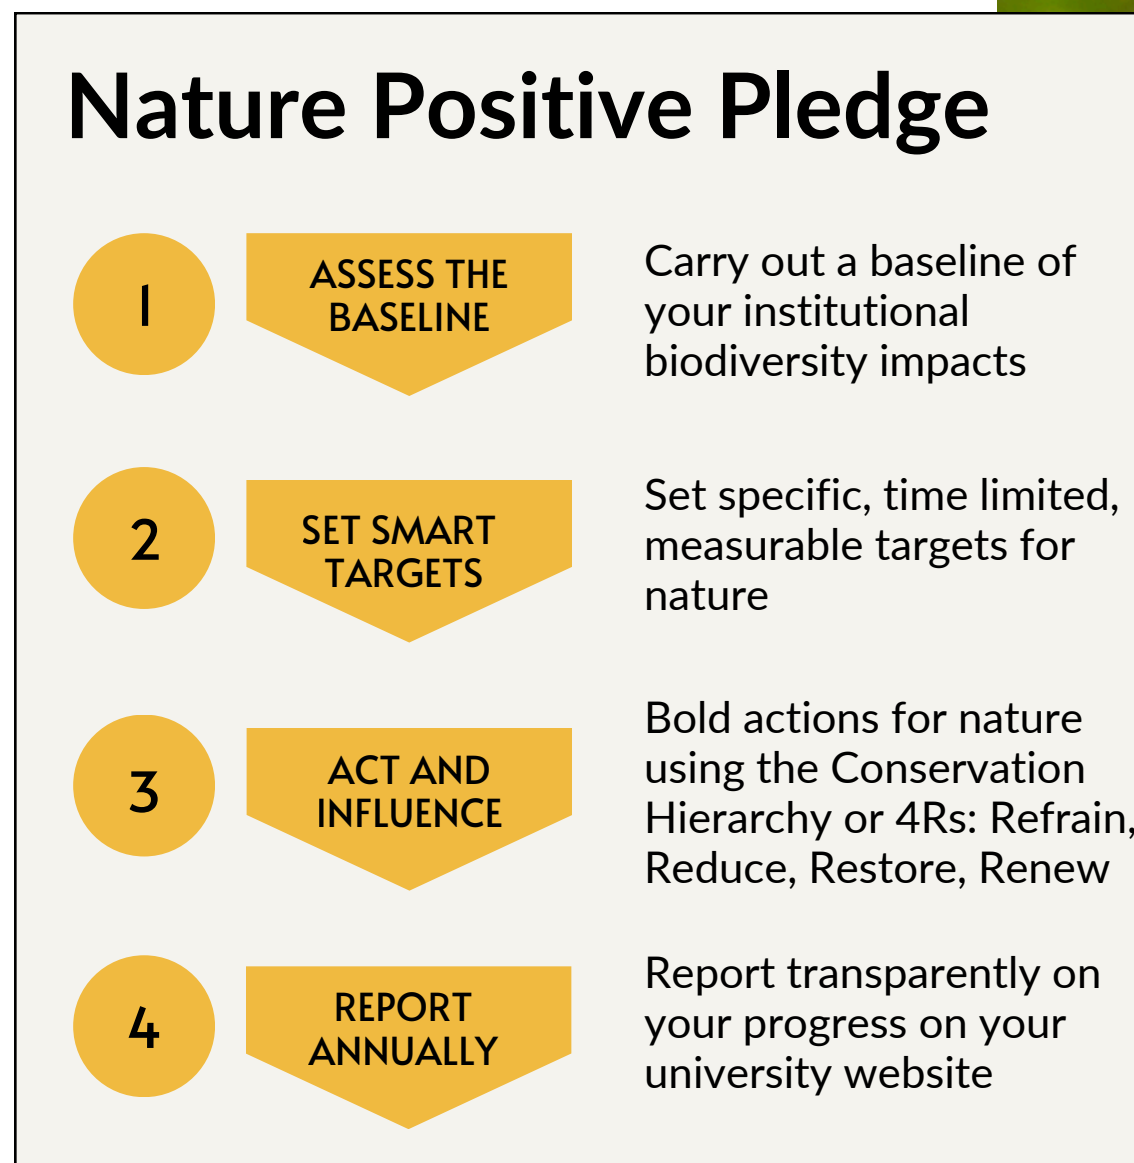 Nature Positive Pledge
1
ASSESS THE
BASELINE
Carry out a baseline of
your institutional
biodiversity impacts
2
SET SMART
TARGETS
Set specific, time limited,
measurable targets for
nature
3
ACT AND
INFLUENCE
Bold actions for nature
using the Conservation
Hierarchy or 4Rs: Refrain,
Reduce, Restore, Renew
4
REPORT
ANNUALLY
Report transparently on
your progress on your
university website